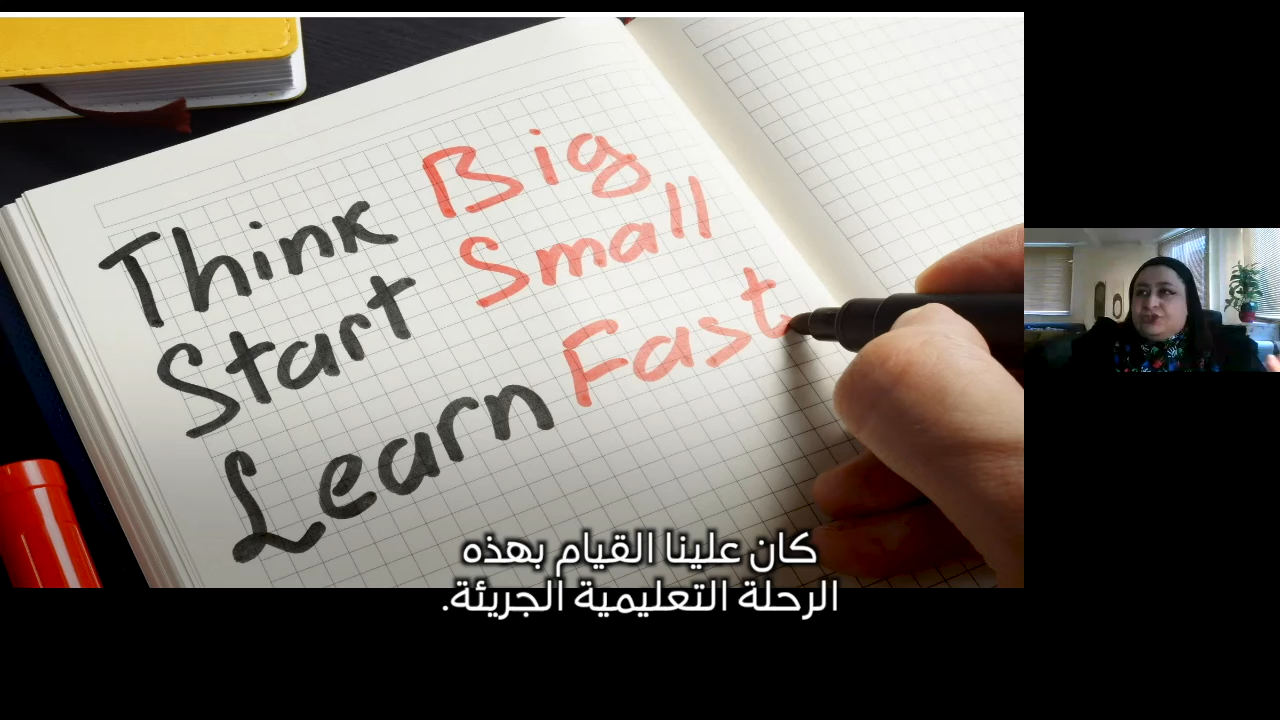 Think Big
Start Small
Learn Fast
كان علينا القيام بهذه
الرحلة التعليمية الجريئة.